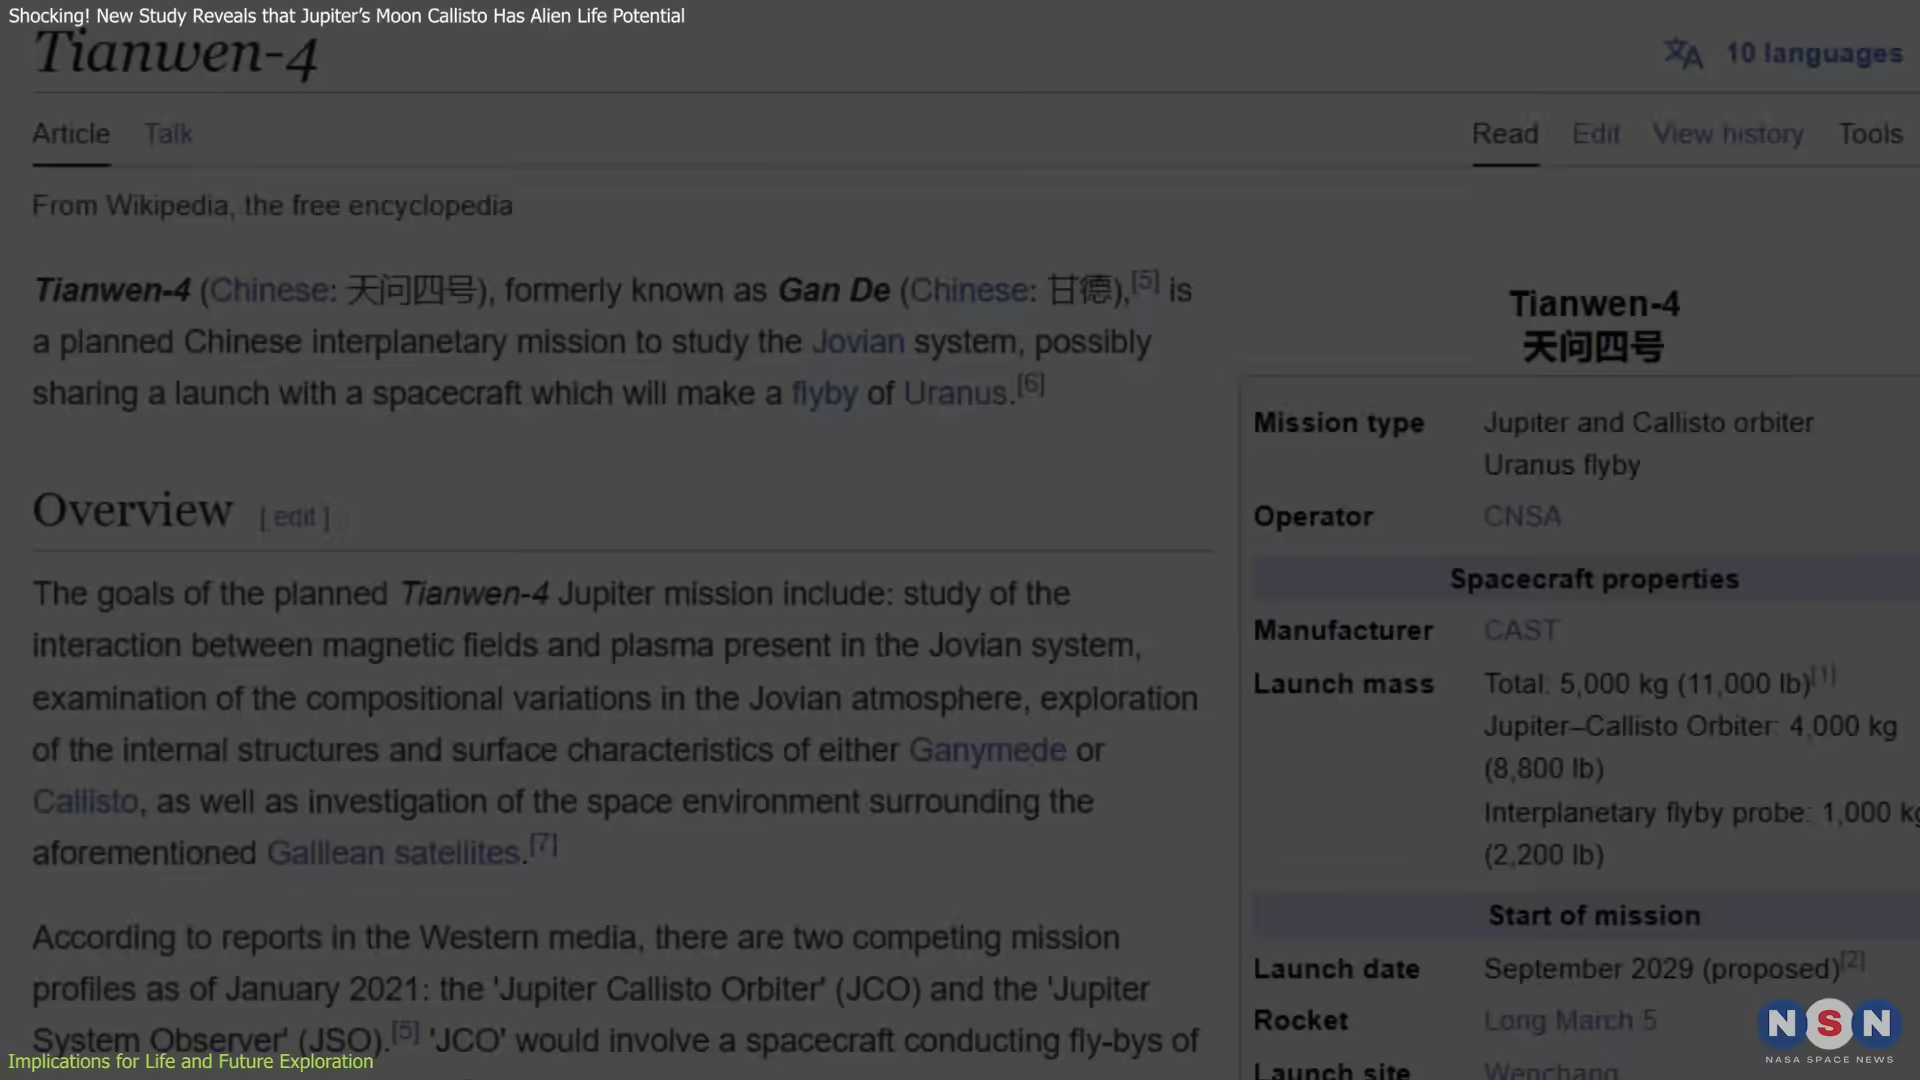 Shocking! New Study Reveals that Jupiter’s Moon Callisto Has Alien Life Potential
Tianwen-4
10 languages
Article Talk
Read Edit View history Tools
From Wikipedia, the free encyclopedia
Tianwen-4 (Chinese: 天问四号), formerly known as Gan De (Chinese: 甘德),[5] is
a planned Chinese interplanetary mission to study the Jovian system, possibly
sharing a launch with a spacecraft which will make a flyby of Uranus.[6]
Overview [ edit ]
The goals of the planned Tianwen-4 Jupiter mission include: study of the
interaction between magnetic fields and plasma present in the Jovian system,
examination of the compositional variations in the Jovian atmosphere, exploration
of the internal structures and surface characteristics of either Ganymede or
Callisto, as well as investigation of the space environment surrounding the
aforementioned Galilean satellites.[7]
According to reports in the Western media, there are two competing mission
profiles as of January 2021: the 'Jupiter Callisto Orbiter' (JCO) and the 'Jupiter
System Observer' (JSO).[5] 'JCO' would involve a spacecraft conducting fly-bys of
Tianwen-4
天问四号
Mission type Jupiter and Callisto orbiter
Uranus flyby
Operator CNSA
Spacecraft properties
Manufacturer CAST
Launch mass Total: 5,000 kg (11,000 lb)[1]
Jupiter–Callisto Orbiter: 4,000 kg
(8,800 lb)
Interplanetary flyby probe: 1,000 kg
(2,200 lb)
Start of mission
Launch date September 2029 (proposed)[2]
Rocket Long March 5
Launch site Wenchang
Implications for Life and Future Exploration
NSN
NASA SPACE NEWS